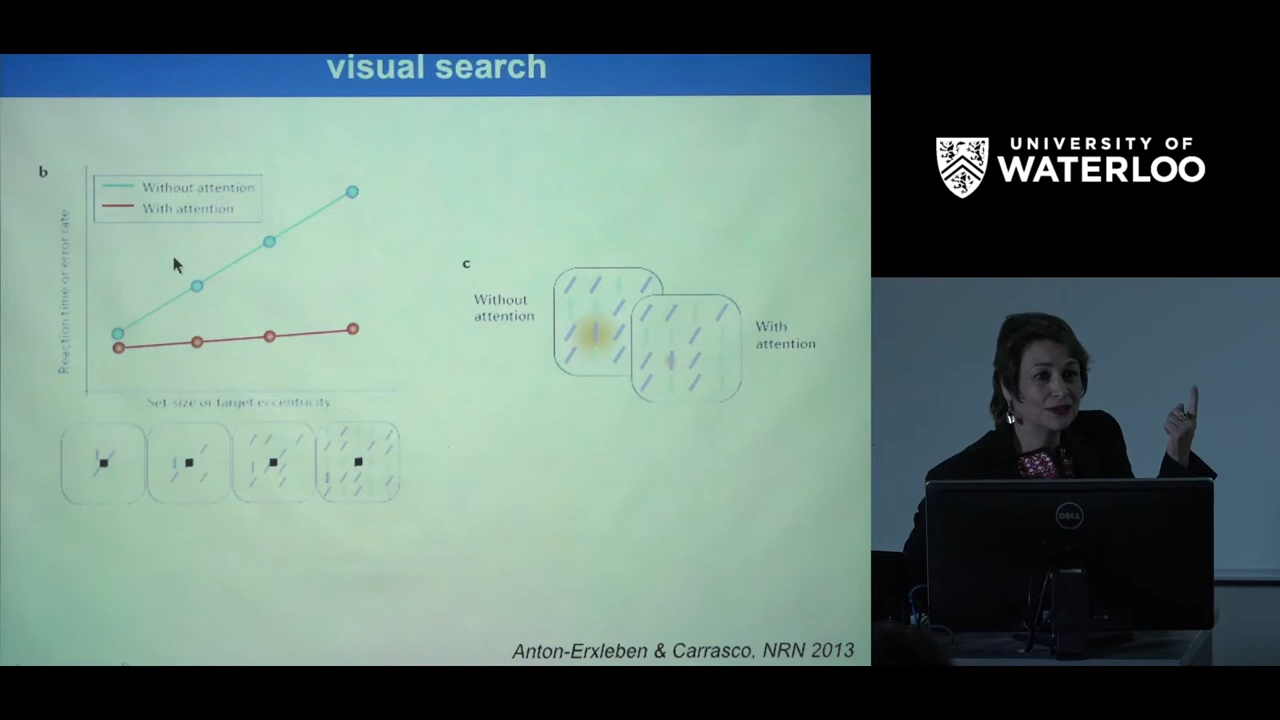 visual search
b
Without attention
With attention
Reaction time or error rate
Set size or target eccentricity
c
Without
attention
With
attention
Anton-Erxleben & Carrasco, NRN 2013
UNIVERSITY OF
WATERLOO
DELL